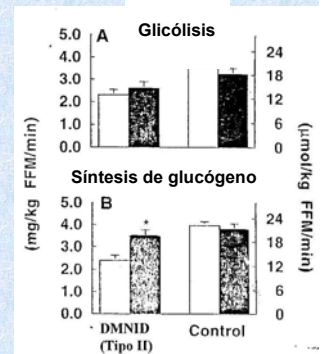 Glicólisis
A
5.0
4.0
3.0
2.0
1.0
0.0
24
18
12
6
0
Síntesis de glucógeno
B
*
5.0
4.0
3.0
2.0
1.0
0.0
24
18
12
6
0
(mg/kg FFM/min)
(µmol/kg FFM/min)
DMNID
(Tipo II)
Control